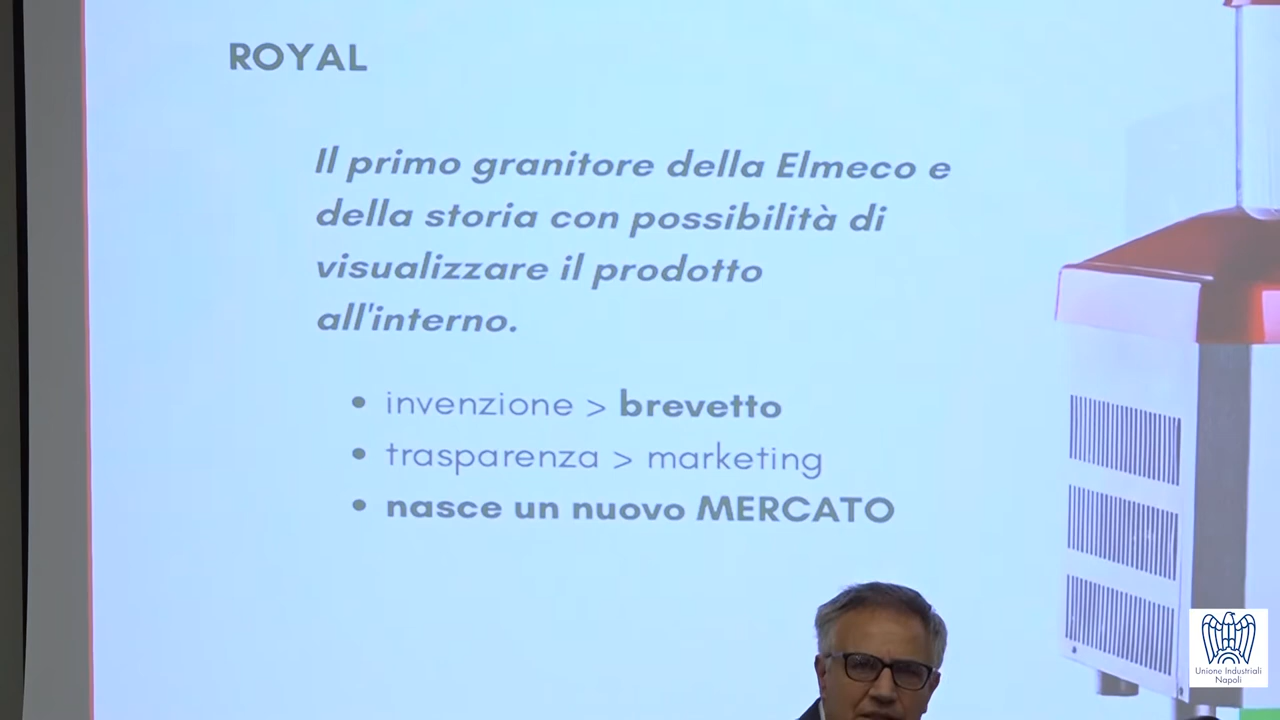 ROYAL
Il primo granitore della Elmeco e
della storia con possibilità di
visualizzare il prodotto
all'interno.
• invenzione > brevetto
• trasparenza > marketing
• nasce un nuovo MERCATO
Unione Industriali
Napoli